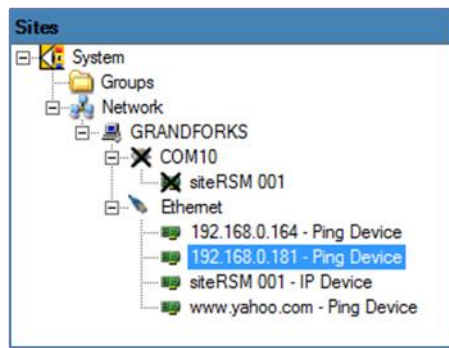 Sites
System
Groups
Network
GRANDFORKS
COM10
siteRSM 001
Ethernet
192.168.0.164 - Ping Device
192.168.0.181 - Ping Device
siteRSM 001 - IP Device
www.yahoo.com - Ping Device